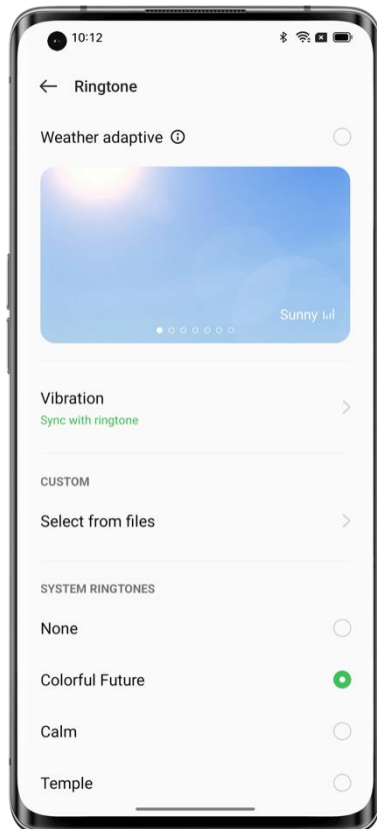 10:12
Ringtone
Weather adaptive
Sunny
Vibration
Sync with ringtone
CUSTOM
Select from files
SYSTEM RINGTONES
None
Colorful Future
Calm
Temple